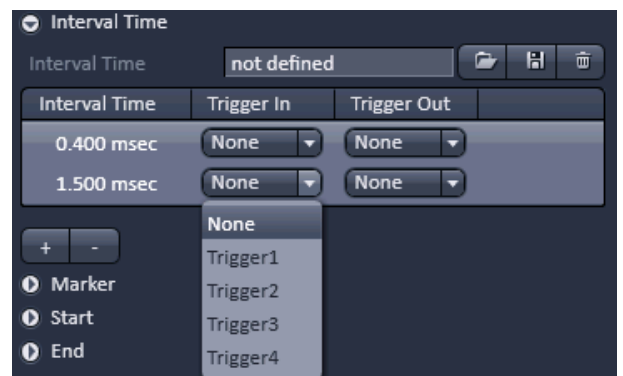 Interval Time
Interval Time not defined
Interval Time Trigger In Trigger Out
0.400 msec None None
1.500 msec None None
None
+ - Trigger1
Marker Trigger2
Start Trigger3
End Trigger4